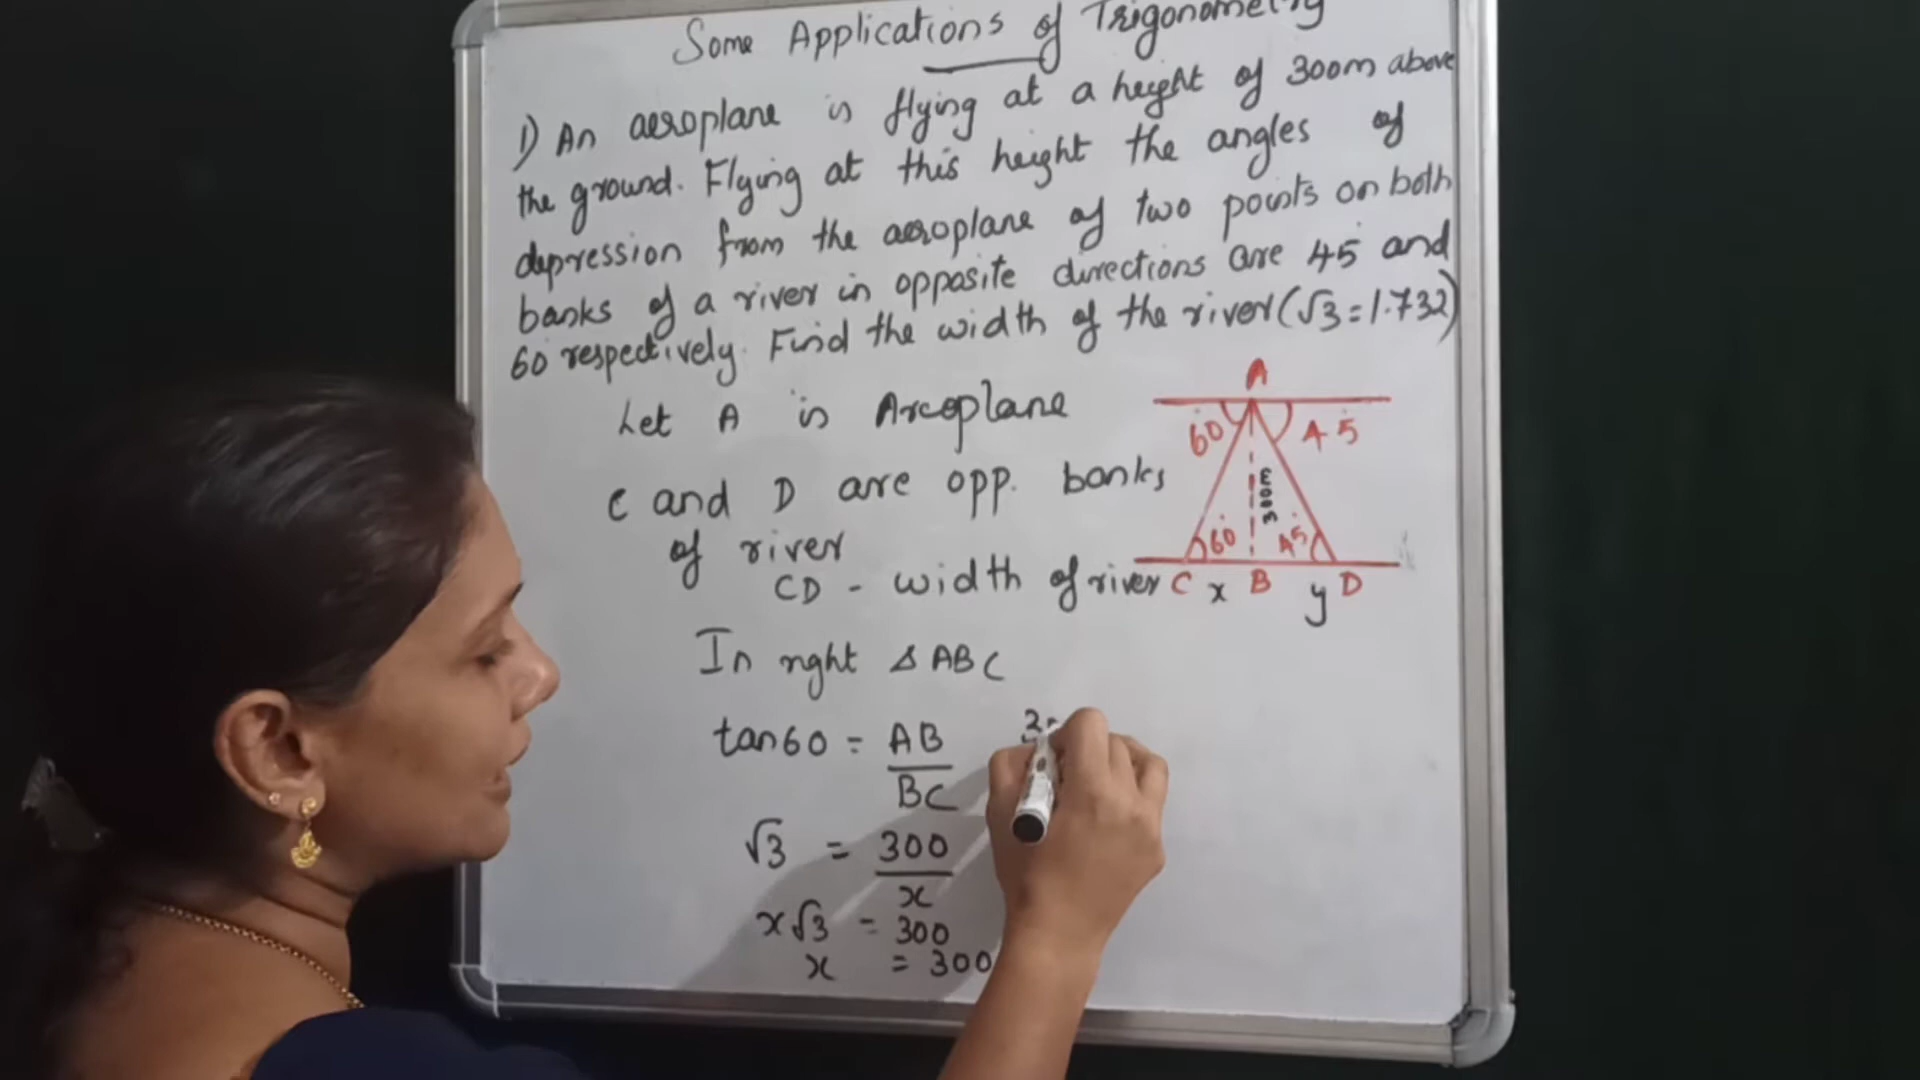 Some Applications of Trigonometry
1) An aeroplane is flying at a height of 300m above
the ground. Flying at this height the angles of
depression from the aeroplane of two points on both
banks of a river in opposite directions are 45 and
60 respectively. Find the width of the river (√3 = 1.732)
Let A is Aeroplane
C and D are opp. banks
of river
CD - width of river
A
60 45
300m
60 45
C x B y D
In right △ ABC
tan60 = AB/BC
√3 = 300/x
x√3 = 300
x = 300